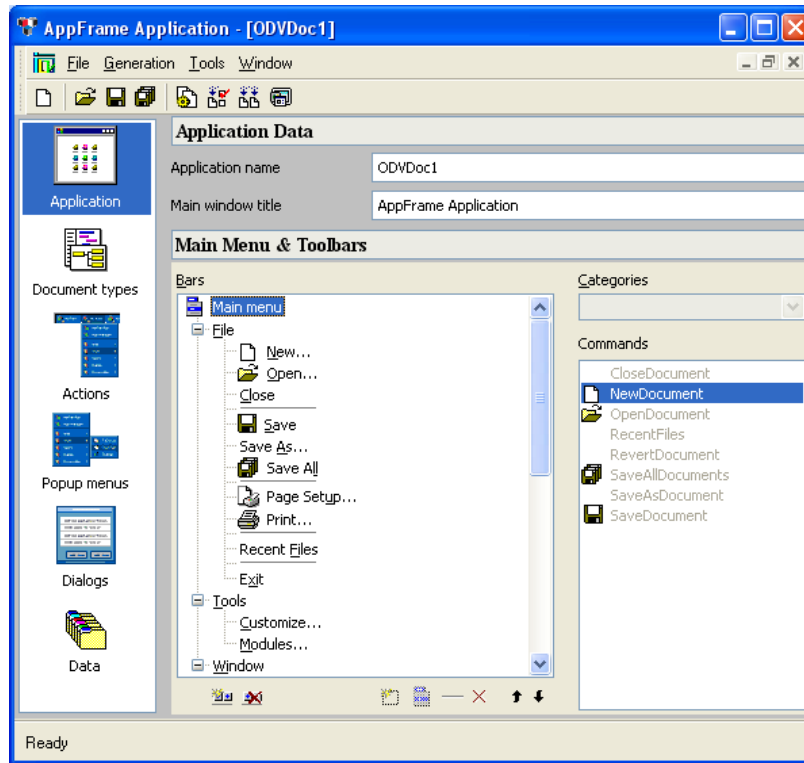 AppFrame Application - [ODVDoc1]
File Generation Tools Window
Application Data
Application name ODVDoc1
Main window title AppFrame Application
Main Menu & Toolbars
Application
Document types
Actions
Popup menus
Dialogs
Data
Bars
Main menu
File
New...
Open...
Close
Save
Save As...
Save All
Page Setup...
Print...
Recent Files
Exit
Tools
Customize...
Modules...
Window
Categories
Commands
CloseDocument
NewDocument
OpenDocument
RecentFiles
RevertDocument
SaveAllDocuments
SaveAsDocument
SaveDocument
Ready